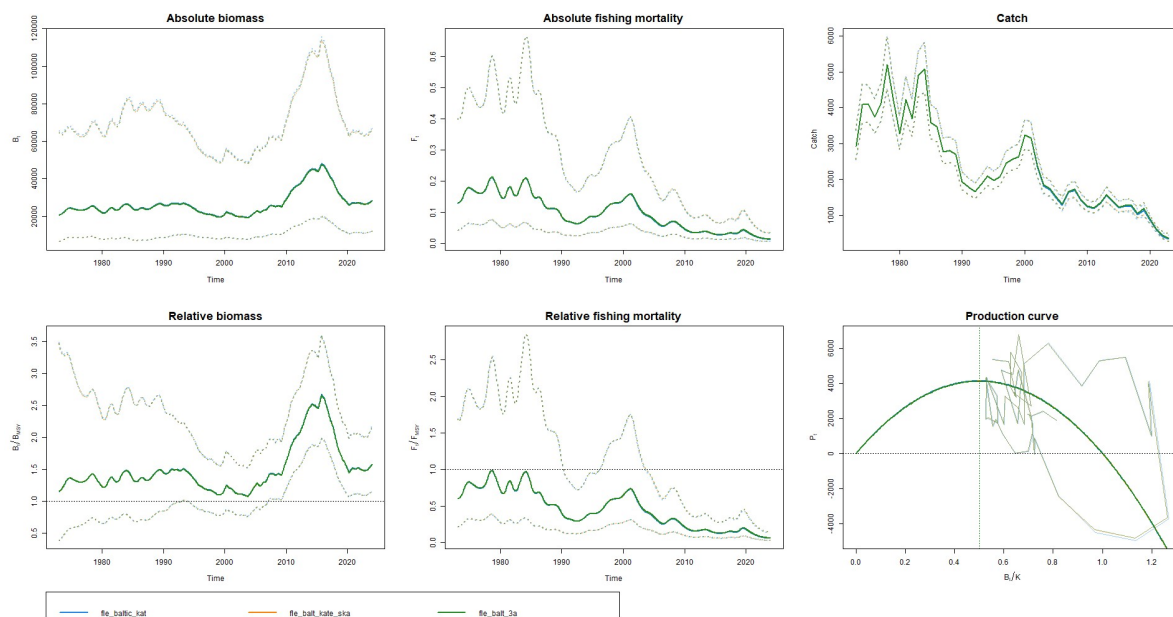 Absolute biomass
Absolute fishing mortality
Catch
Bt
20000 40000 60000 80000 100000 120000
1980 1990 2000 2010 2020
Time
Ft
0.0 0.1 0.2 0.3 0.4 0.5 0.6
1980 1990 2000 2010 2020
Time
Catch
1000 2000 3000 4000 5000 6000
1980 1990 2000 2010 2020
Time
Relative biomass
Relative fishing mortality
Production curve
Bt/BMSY
0.5 1.0 1.5 2.0 2.5 3.0 3.5
1980 1990 2000 2010 2020
Time
Ft/FMSY
0.0 0.5 1.0 1.5 2.0 2.5
1980 1990 2000 2010 2020
Time
Pt
-4000 -2000 0 2000 4000 6000
0.0 0.2 0.4 0.6 0.8 1.0 1.2
Bt/K
fle_baltic_kat
fle_balt_kate_ska
fle_balt_3a